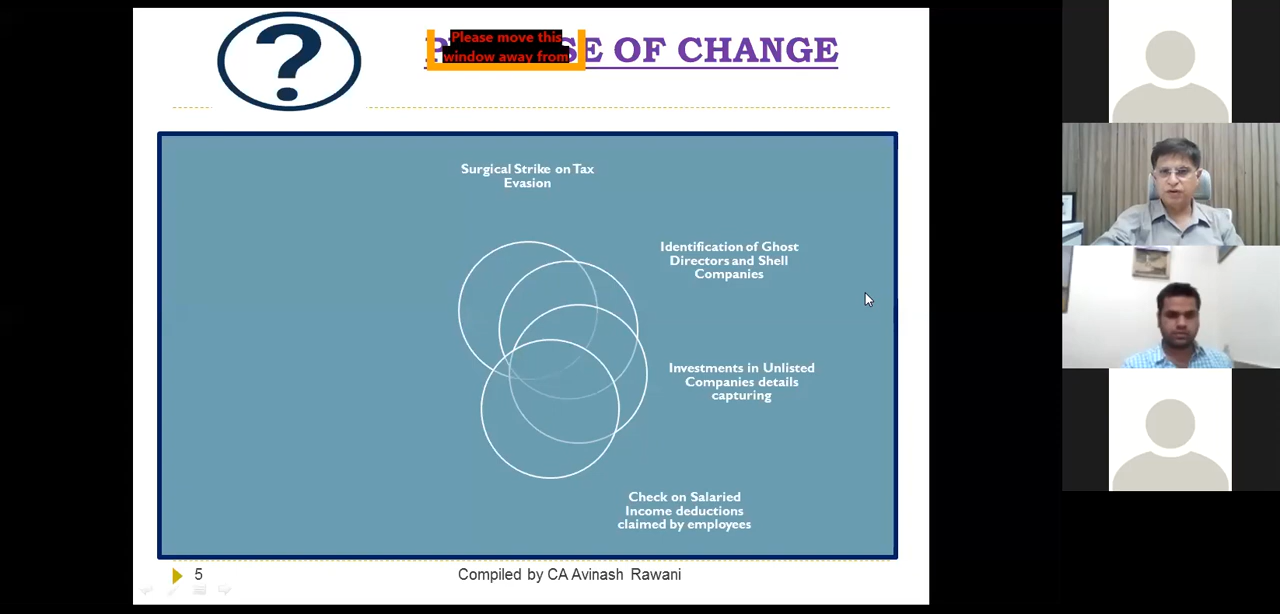 ?
Please move this
window away from
SE OF CHANGE
Surgical Strike on Tax
Evasion
Identification of Ghost
Directors and Shell
Companies
Investments in Unlisted
Companies details
capturing
Check on Salaried
Income deductions
claimed by employees
5
Compiled by CA Avinash Rawani